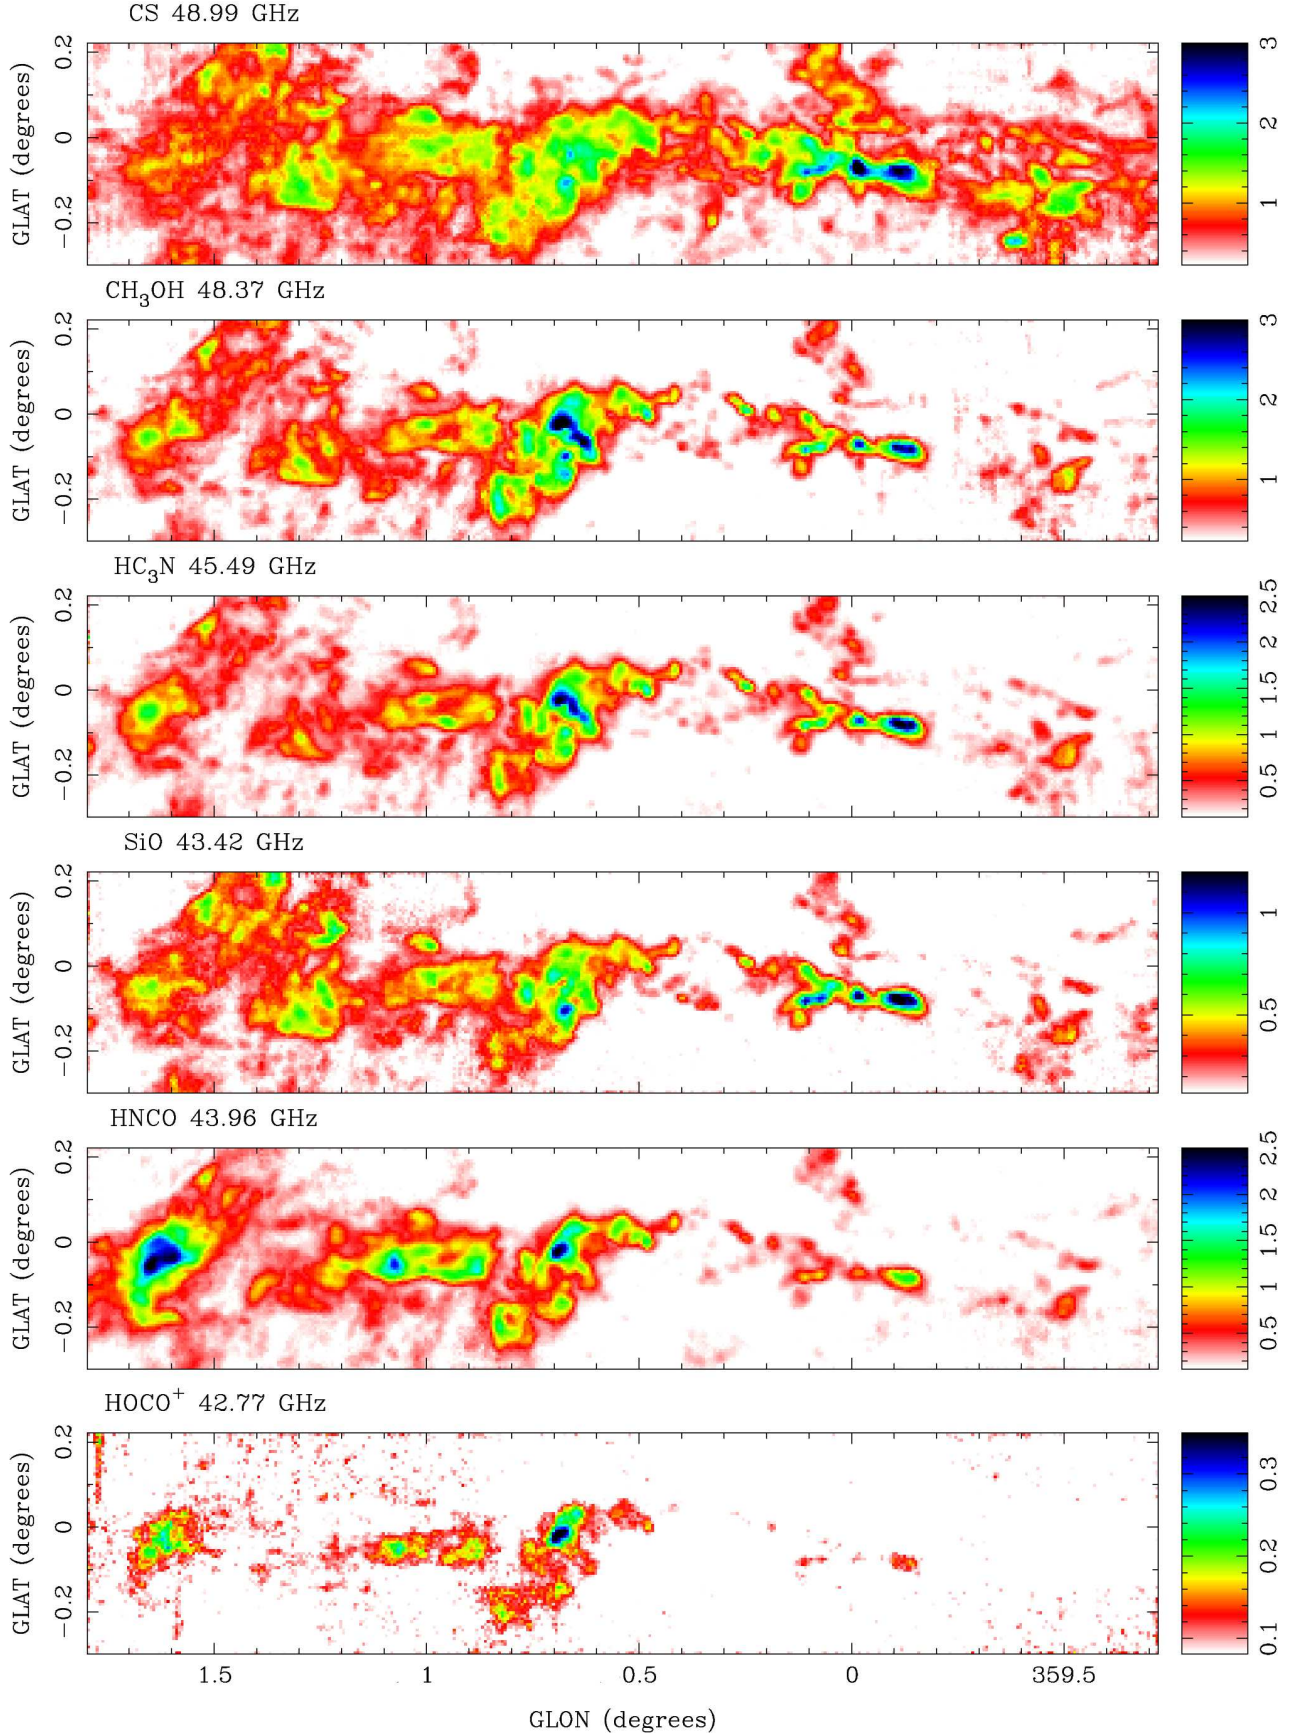 CS 48.99 GHz
GLAT (degrees)
0.2
0
−0.2
3
2
1
CH₃OH 48.37 GHz
GLAT (degrees)
0.2
0
−0.2
3
2
1
HC₃N 45.49 GHz
GLAT (degrees)
0.2
0
−0.2
2.5
2
1.5
1
0.5
SiO 43.42 GHz
GLAT (degrees)
0.2
0
−0.2
1
0.5
HNCO 43.96 GHz
GLAT (degrees)
0.2
0
−0.2
2.5
2
1.5
1
0.5
HOCO⁺ 42.77 GHz
GLAT (degrees)
0.2
0
−0.2
0.3
0.2
0.1
1.5 1 0.5 0 359.5
GLON (degrees)